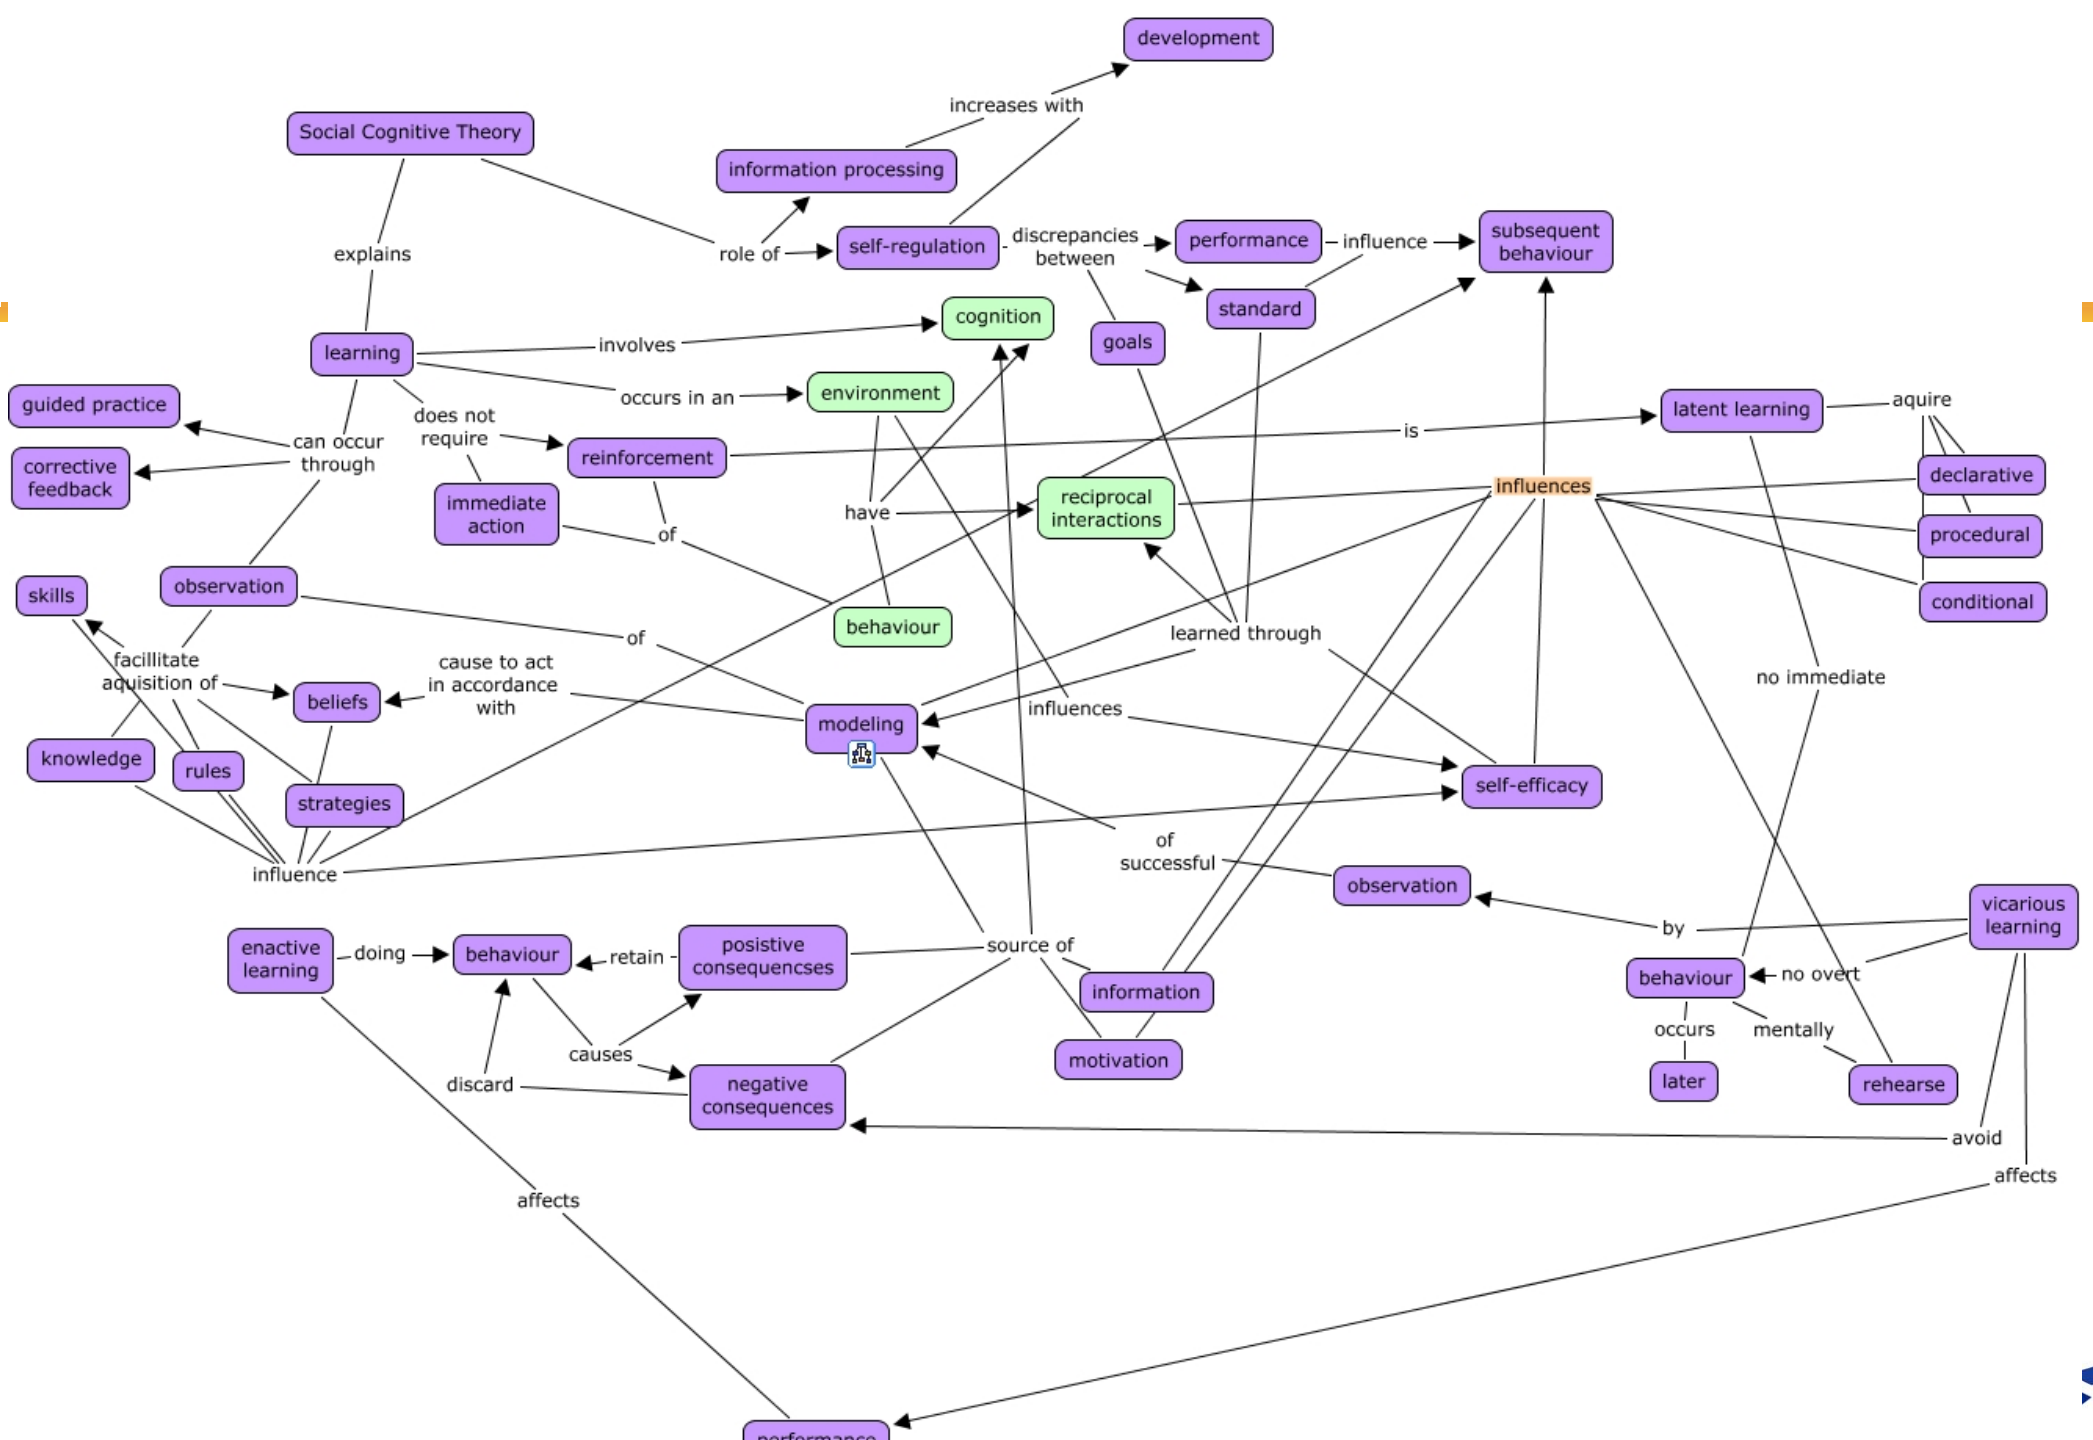 development
increases with
Social Cognitive Theory
information processing
explains
role of
self-regulation
discrepancies
between
performance
influence
subsequent
behaviour
standard
cognition
goals
learning
involves
occurs in an
environment
guided practice
does not
require
can occur
through
corrective
feedback
reinforcement
is
latent learning
aquire
declarative
immediate
action
of
have
reciprocal
interactions
influences
procedural
conditional
skills
observation
of
behaviour
learned through
facillitate
aquisition of
beliefs
cause to act
in accordance
with
modeling
influences
no immediate
knowledge
rules
strategies
self-efficacy
influence
of
successful
observation
vicarious
learning
by
enactive
learning
doing
behaviour
retain
posistive
consequencses
source of
information
behaviour
no overt
causes
motivation
occurs
mentally
discard
negative
consequences
later
rehearse
avoid
affects
affects
performance